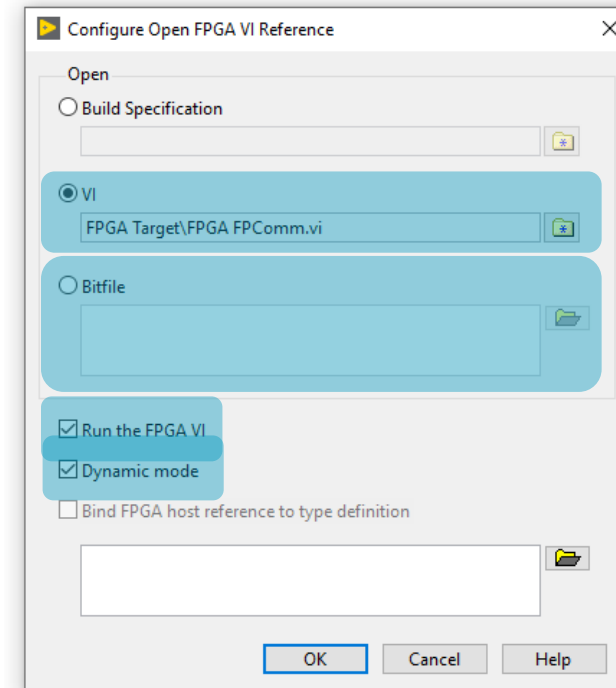 Configure Open FPGA VI Reference
Open
Build Specification
VI
FPGA Target\FPGA FPComm.vi
Bitfile
Run the FPGA VI
Dynamic mode
Bind FPGA host reference to type definition
OK Cancel Help